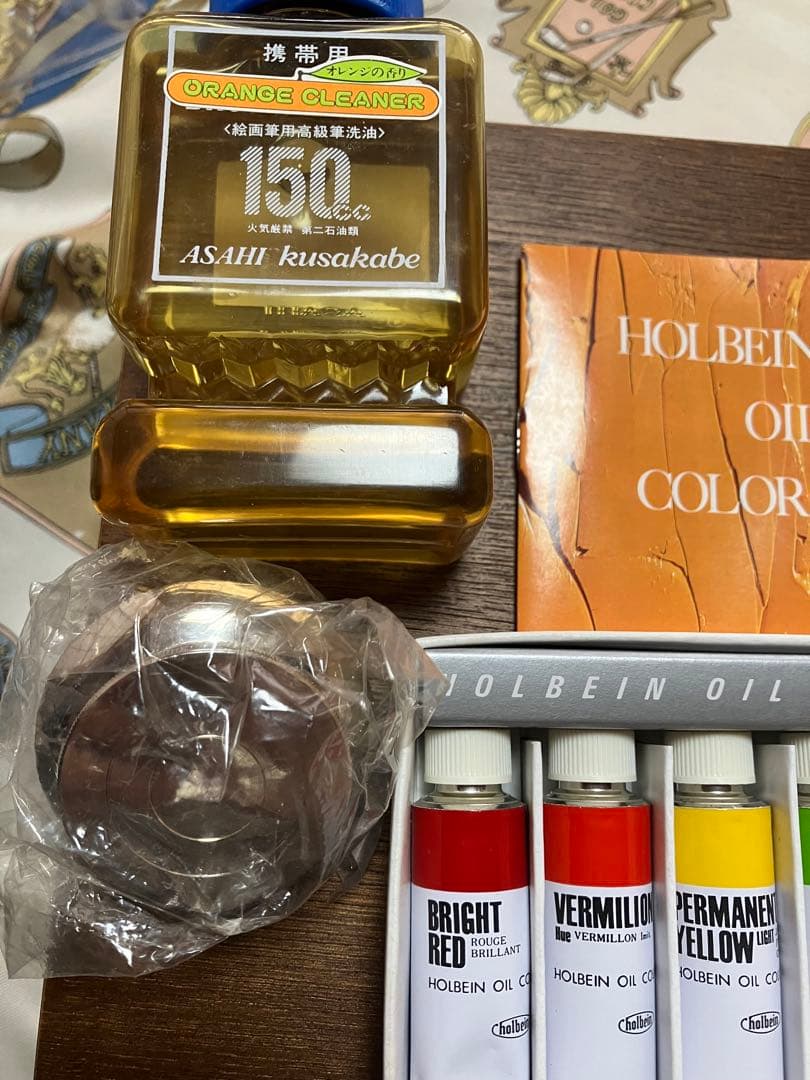 携帯用
オレンジの香り
ORANGE CLEANER
<絵画筆用高級筆洗油>
150cc
火気厳禁 第二石油類
ASAHI kusakabe
HOLBEIN
OIL
COLOR
HOLBEIN OIL
BRIGHT
RED ROUGE
BRILLANT
HOLBEIN OIL CO
holbein
VERMILION
Hue VERMILLON
HOLBEIN OIL COL
holbein
PERMANENT
YELLOW LIGHT
HOLBEIN OIL CO
holbein